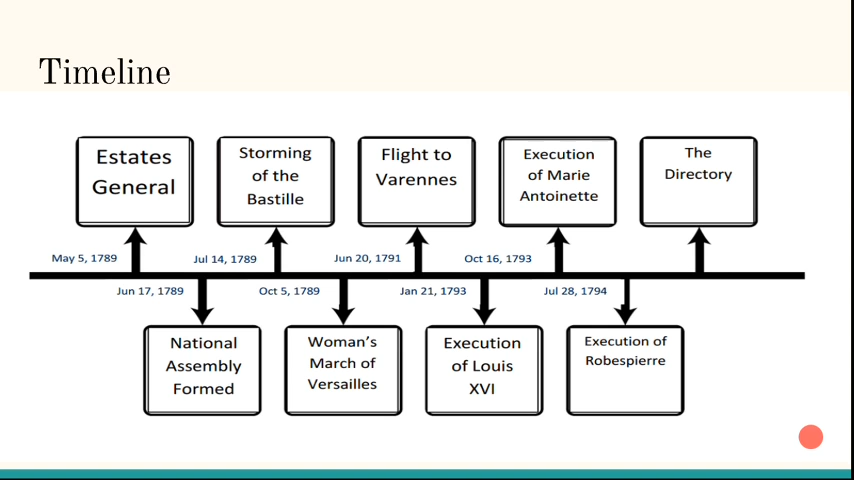 Timeline
Estates
General
Storming
of the
Bastille
Flight to
Varennes
Execution
of Marie
Antoinette
The
Directory
May 5, 1789
Jul 14, 1789
Jun 20, 1791
Oct 16, 1793
Jun 17, 1789
Oct 5, 1789
Jan 21, 1793
Jul 28, 1794
National
Assembly
Formed
Woman's
March of
Versailles
Execution
of Louis
XVI
Execution of
Robespierre